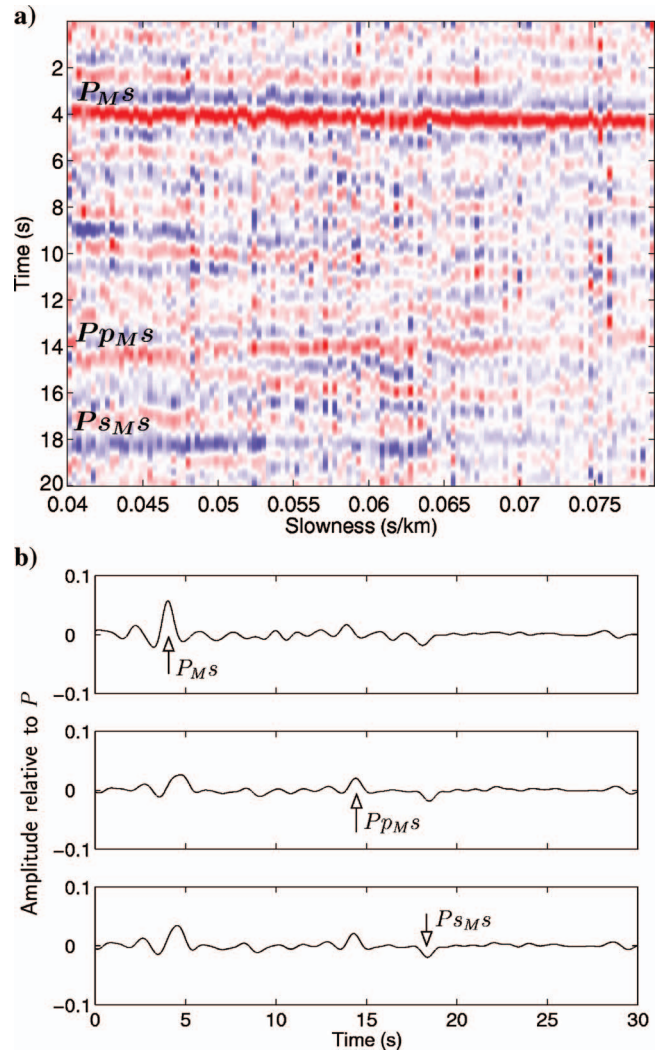 a)
2
4
6
8
10
12
14
16
18
20
Time (s)
P_M s
Pp_M s
Ps_M s
0.04 0.045 0.05 0.055 0.06 0.065 0.07 0.075
Slowness (s/km)
b)
Amplitude relative to P
0.1
0
−0.1
P_M s
0.1
0
−0.1
Pp_M s
0.1
0
−0.1
Ps_M s
0 5 10 15 20 25 30
Time (s)